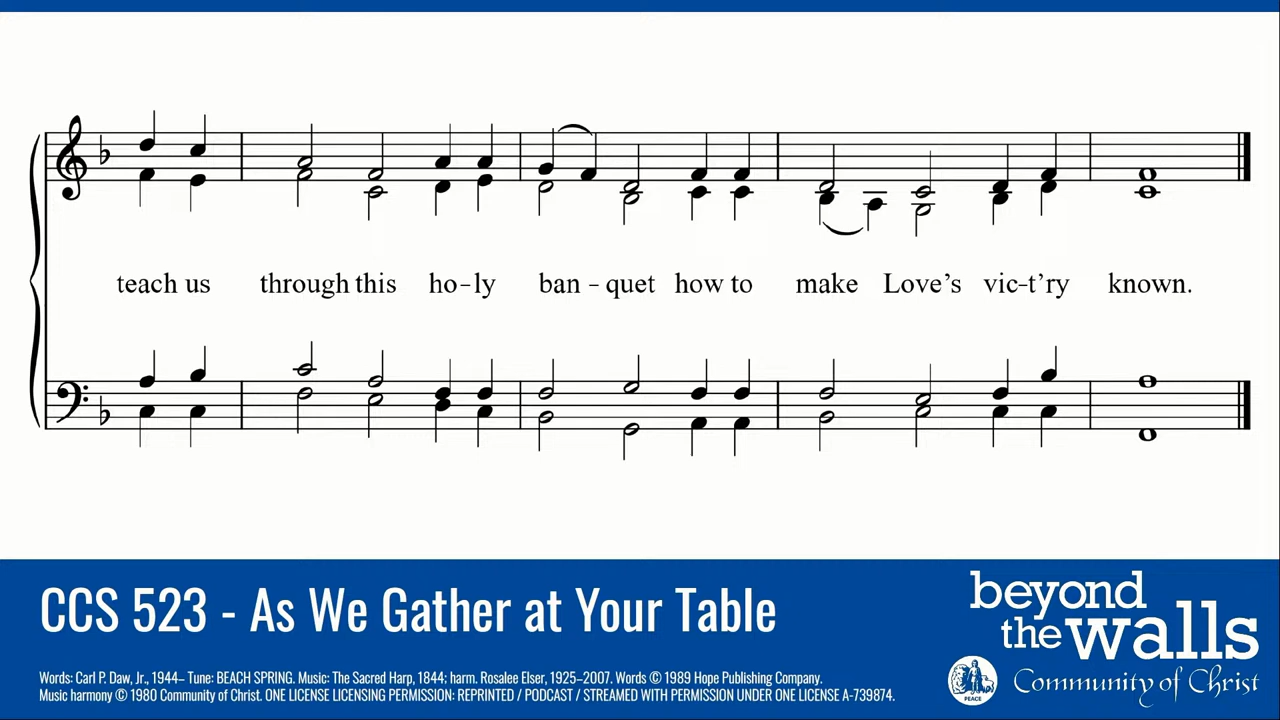 teach us through this ho-ly ban - quet how to make Love's vic-t'ry known.
CCS 523 - As We Gather at Your Table
Words: Carl P. Daw, Jr., 1944– Tune: BEACH SPRING. Music: The Sacred Harp, 1844; harm. Rosalee Elser, 1925–2007. Words © 1989 Hope Publishing Company.
Music harmony © 1980 Community of Christ. ONE LICENSE LICENSING PERMISSION: REPRINTED / PODCAST / STREAMED WITH PERMISSION UNDER ONE LICENSE A-739874.
beyond
the walls
PEACE
Community of Christ